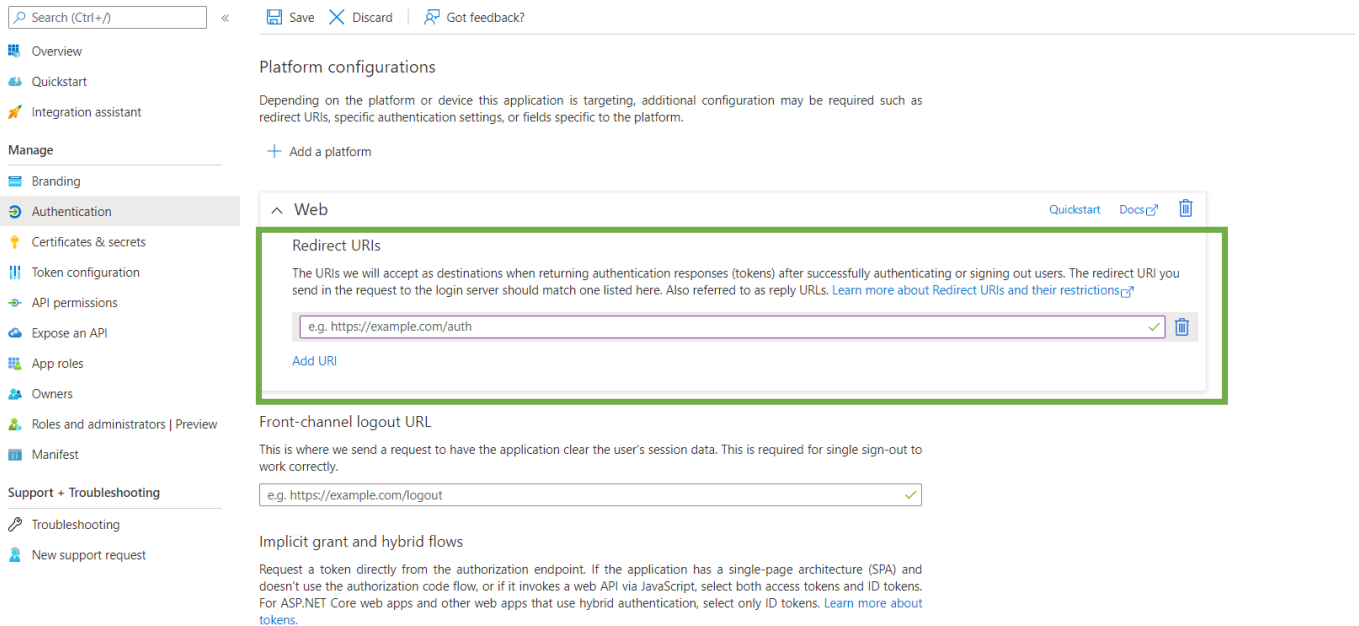 Search (Ctrl+/)
«
Overview
Quickstart
Integration assistant
Manage
Branding
Authentication
Certificates & secrets
Token configuration
API permissions
Expose an API
App roles
Owners
Roles and administrators | Preview
Manifest
Support + Troubleshooting
Troubleshooting
New support request
Save
Discard
Got feedback?
Platform configurations
Depending on the platform or device this application is targeting, additional configuration may be required such as
redirect URIs, specific authentication settings, or fields specific to the platform.
Add a platform
Web
Quickstart
Docs
Redirect URIs
The URIs we will accept as destinations when returning authentication responses (tokens) after successfully authenticating or signing out users. The redirect URI you
send in the request to the login server should match one listed here. Also referred to as reply URLs. Learn more about Redirect URIs and their restrictions
e.g. https://example.com/auth
Add URI
Front-channel logout URL
This is where we send a request to have the application clear the user's session data. This is required for single sign-out to
work correctly.
e.g. https://example.com/logout
Implicit grant and hybrid flows
Request a token directly from the authorization endpoint. If the application has a single-page architecture (SPA) and
doesn't use the authorization code flow, or if it invokes a web API via JavaScript, select both access tokens and ID tokens.
For ASP.NET Core web apps and other web apps that use hybrid authentication, select only ID tokens. Learn more about
tokens.